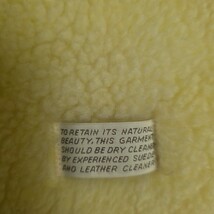 TO RETAIN ITS NATURAL
BEAUTY, THIS GARMENT
SHOULD BE DRY CLEANED
BY EXPERIENCED SUEDE
AND LEATHER CLEANERS